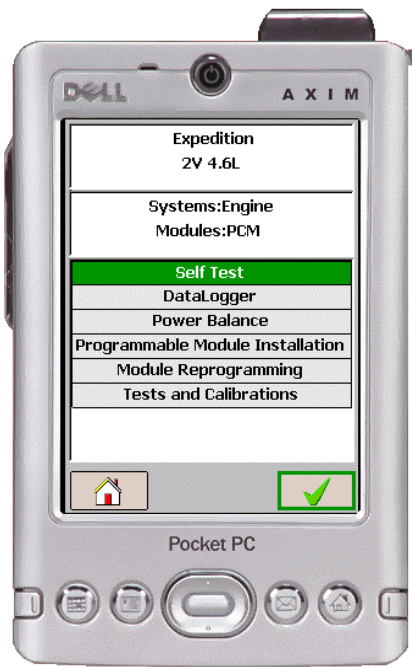 DELL
AXIM
Expedition
2V 4.6L
Systems:Engine
Modules:PCM
Self Test
DataLogger
Power Balance
Programmable Module Installation
Module Reprogramming
Tests and Calibrations
Pocket PC